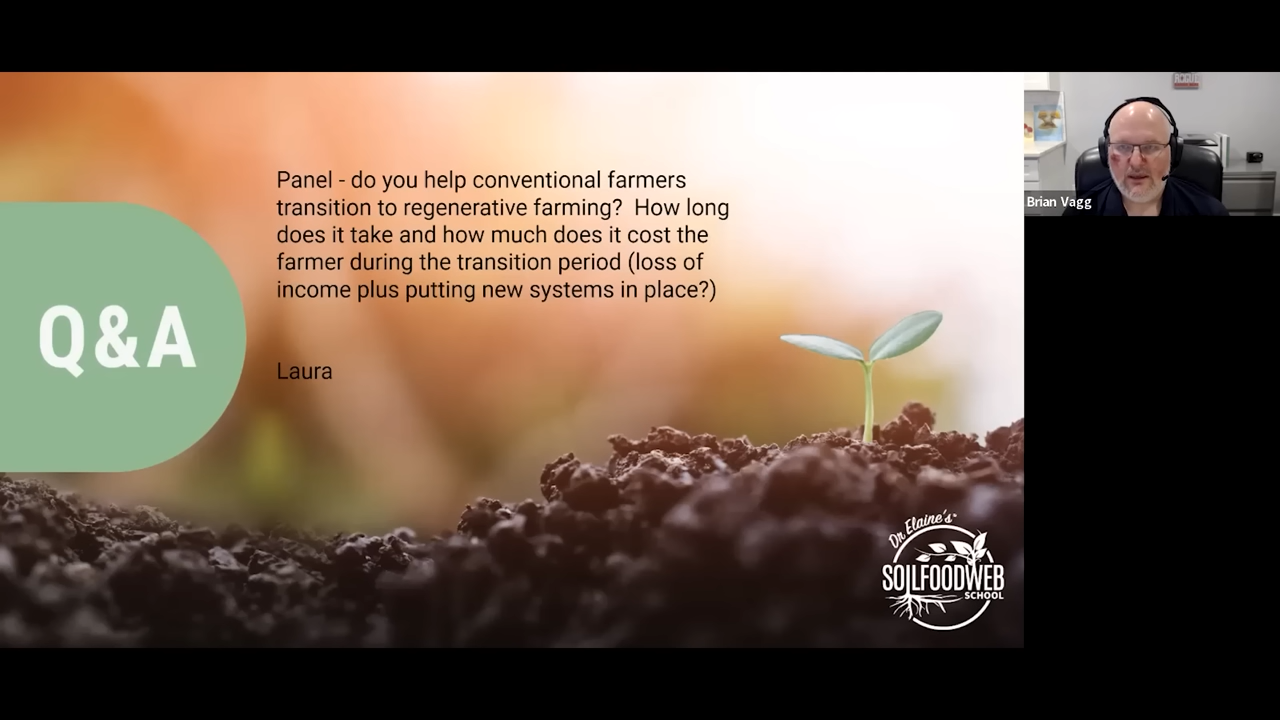 Panel - do you help conventional farmers
transition to regenerative farming?  How long
does it take and how much does it cost the
farmer during the transition period (loss of
income plus putting new systems in place?)
Laura
Q&A
Brian Vagg
Dr. Elaine's™
SOILFOODWEB
SCHOOL